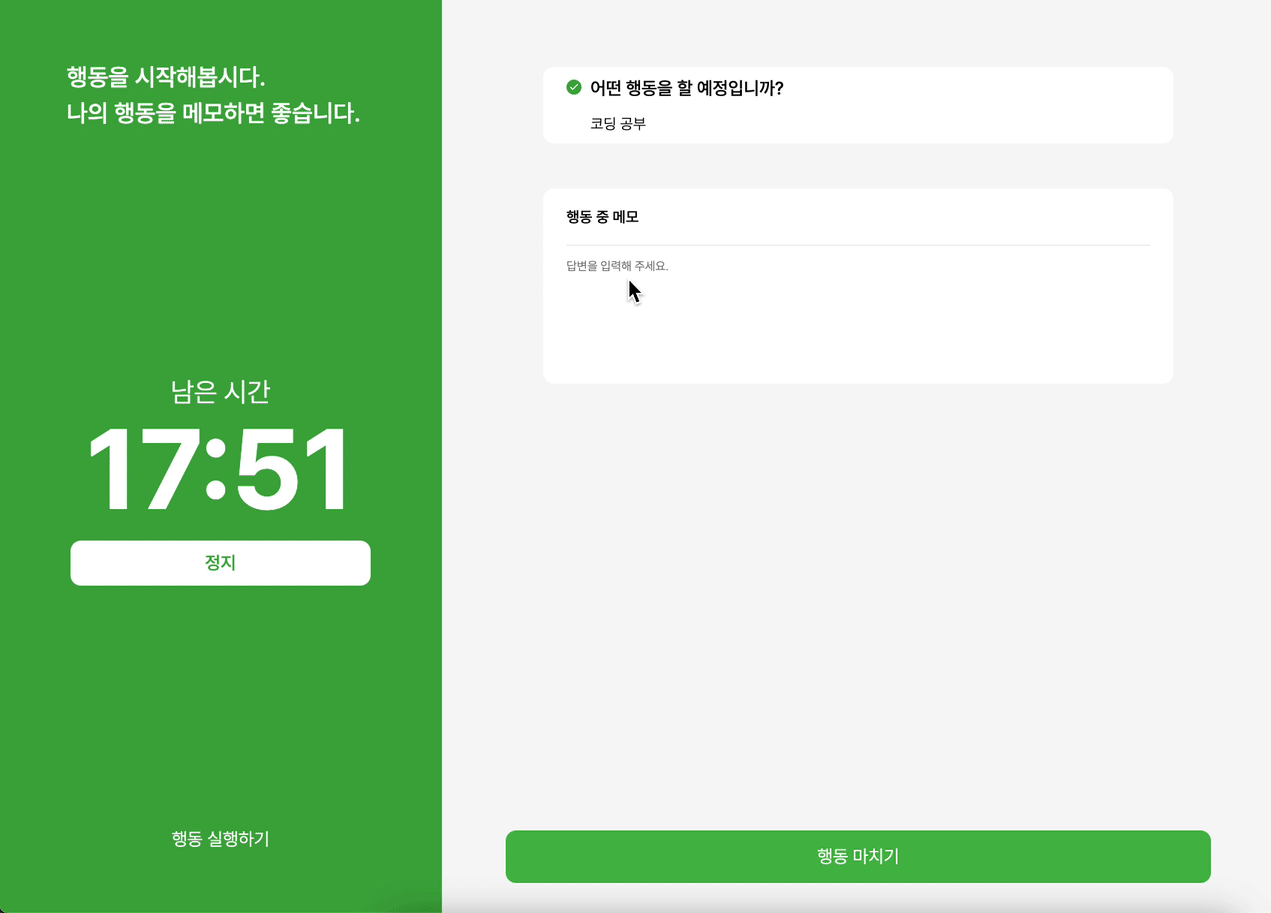 행동을 시작해봅시다.
나의 행동을 메모하면 좋습니다.
남은 시간
17:51
정지
행동 실행하기
어떤 행동을 할 예정입니까?
코딩 공부
행동 중 메모
답변을 입력해 주세요.
행동 마치기